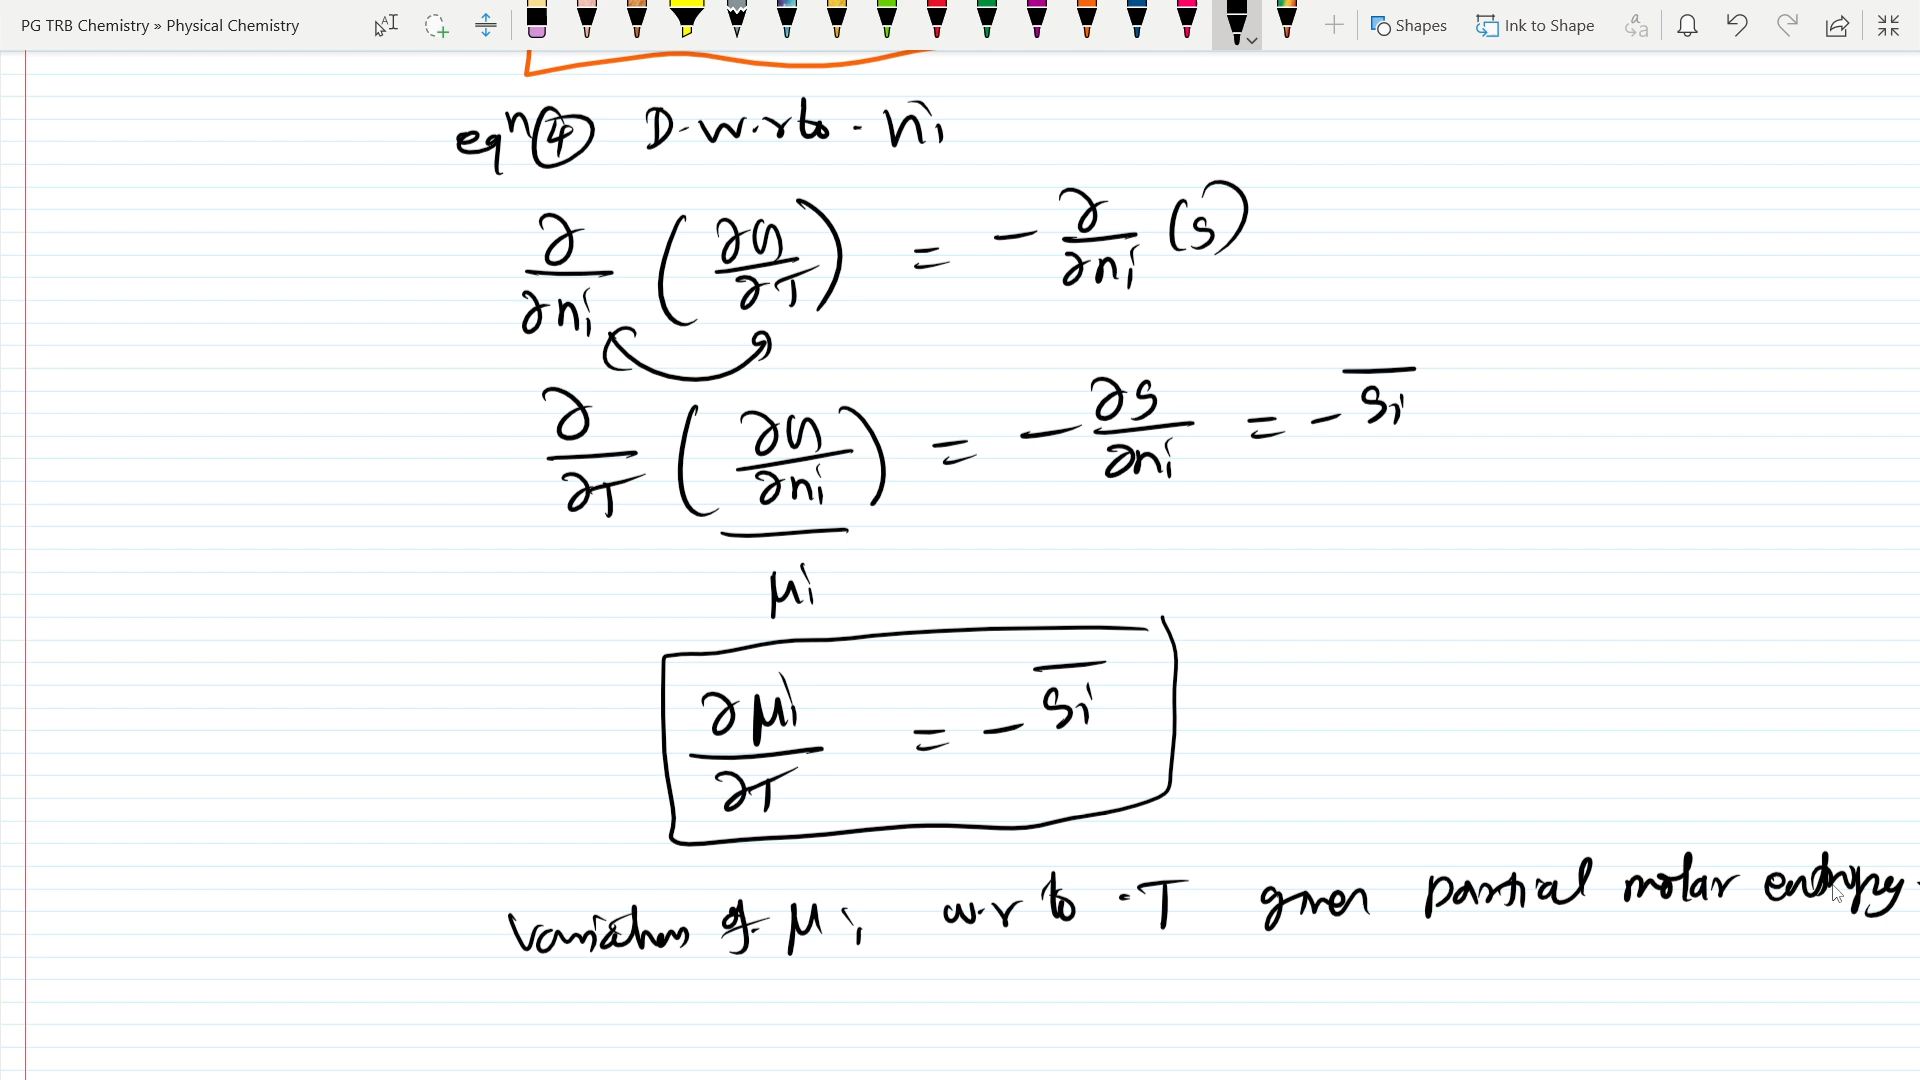 PG TRB Chemistry » Physical Chemistry
Shapes Ink to Shape
eqⁿ ④ D.w.r to. nᵢ
∂/∂nᵢ (∂G/∂T) = - ∂/∂nᵢ (S)
∂/∂T (∂G/∂nᵢ) = - ∂S/∂nᵢ = - S̅ᵢ
μᵢ
∂μᵢ/∂T = - S̅ᵢ
variation of μᵢ w.r to .T given partial molar entropy.